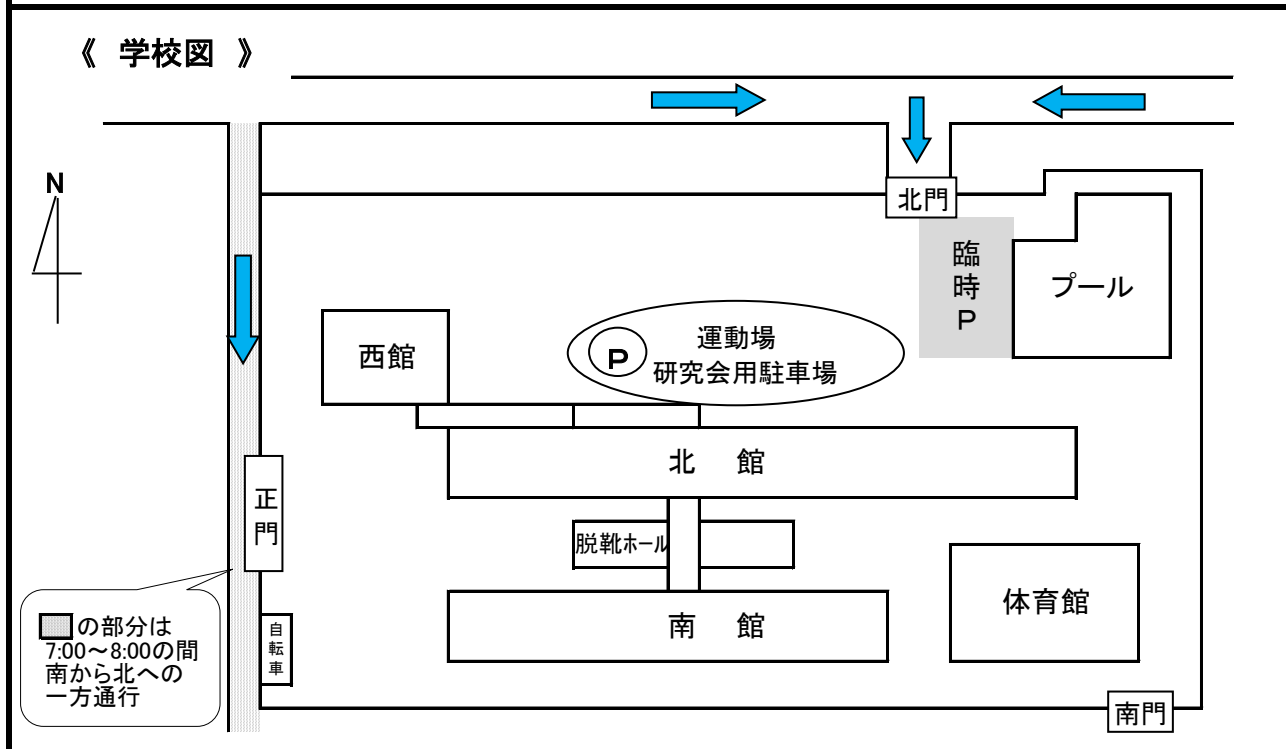 《 学校図 》
N
北門
臨時P
プール
西館
P
運動場
研究会用駐車場
北 館
正門
脱靴ホール
体育館
南 館
自転車
の部分は
7:00～8:00の間
南から北への
一方通行
南門